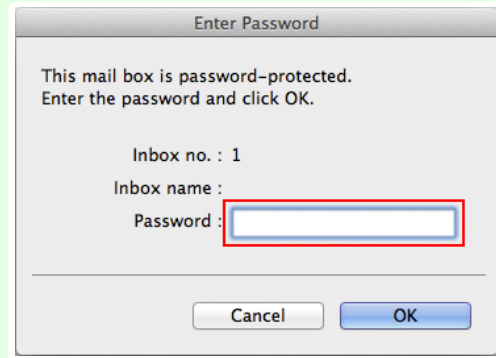 Enter Password
This mail box is password-protected.
Enter the password and click OK.
Inbox no. : 1
Inbox name :
Password :
Cancel OK